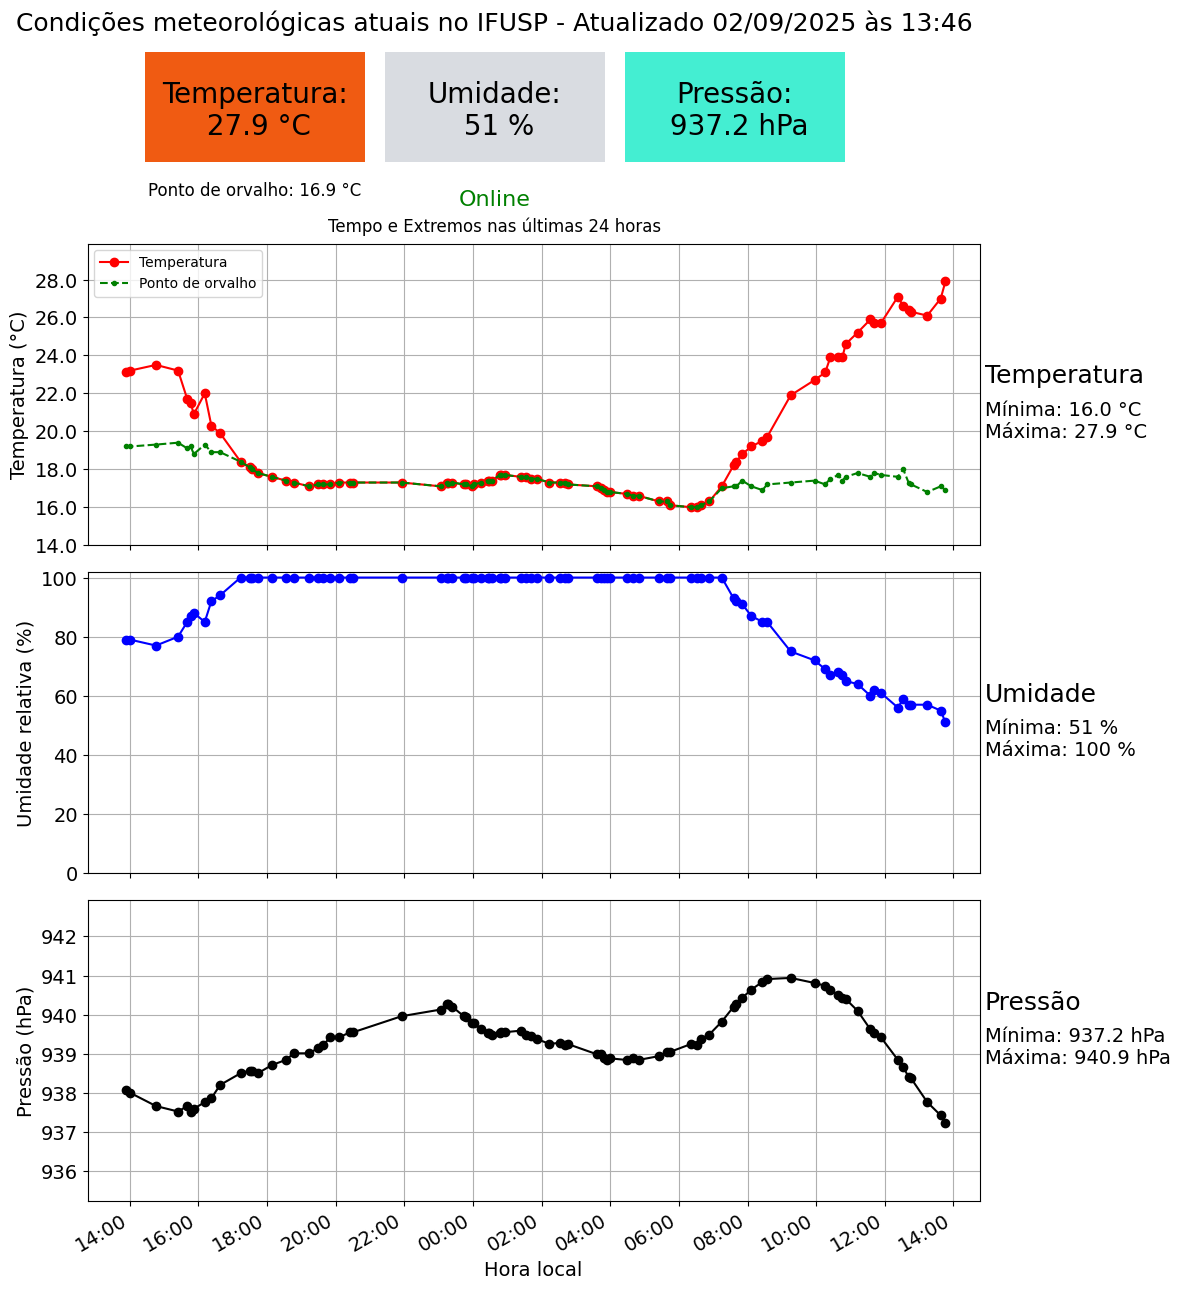 Condições meteorológicas atuais no IFUSP - Atualizado 02/09/2025 às 13:46
Temperatura:
27.9 °C
Umidade:
51 %
Pressão:
937.2 hPa
Ponto de orvalho: 16.9 °C
Online
Tempo e Extremos nas últimas 24 horas
Temperatura
Ponto de orvalho
Temperatura (°C)
28.0
26.0
24.0
22.0
20.0
18.0
16.0
14.0
Temperatura
Mínima: 16.0 °C
Máxima: 27.9 °C
Umidade relativa (%)
100
80
60
40
20
0
Umidade
Mínima: 51 %
Máxima: 100 %
Pressão (hPa)
942
941
940
939
938
937
936
Pressão
Mínima: 937.2 hPa
Máxima: 940.9 hPa
14:00 16:00 18:00 20:00 22:00 00:00 02:00 04:00 06:00 08:00 10:00 12:00 14:00
Hora local